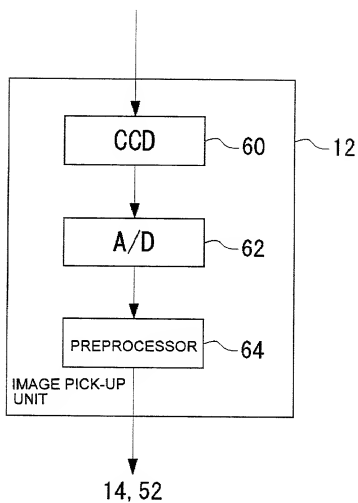 CCD
60
12
A/D
62
PREPROCESSOR
64
IMAGE PICK-UP
UNIT
14, 52